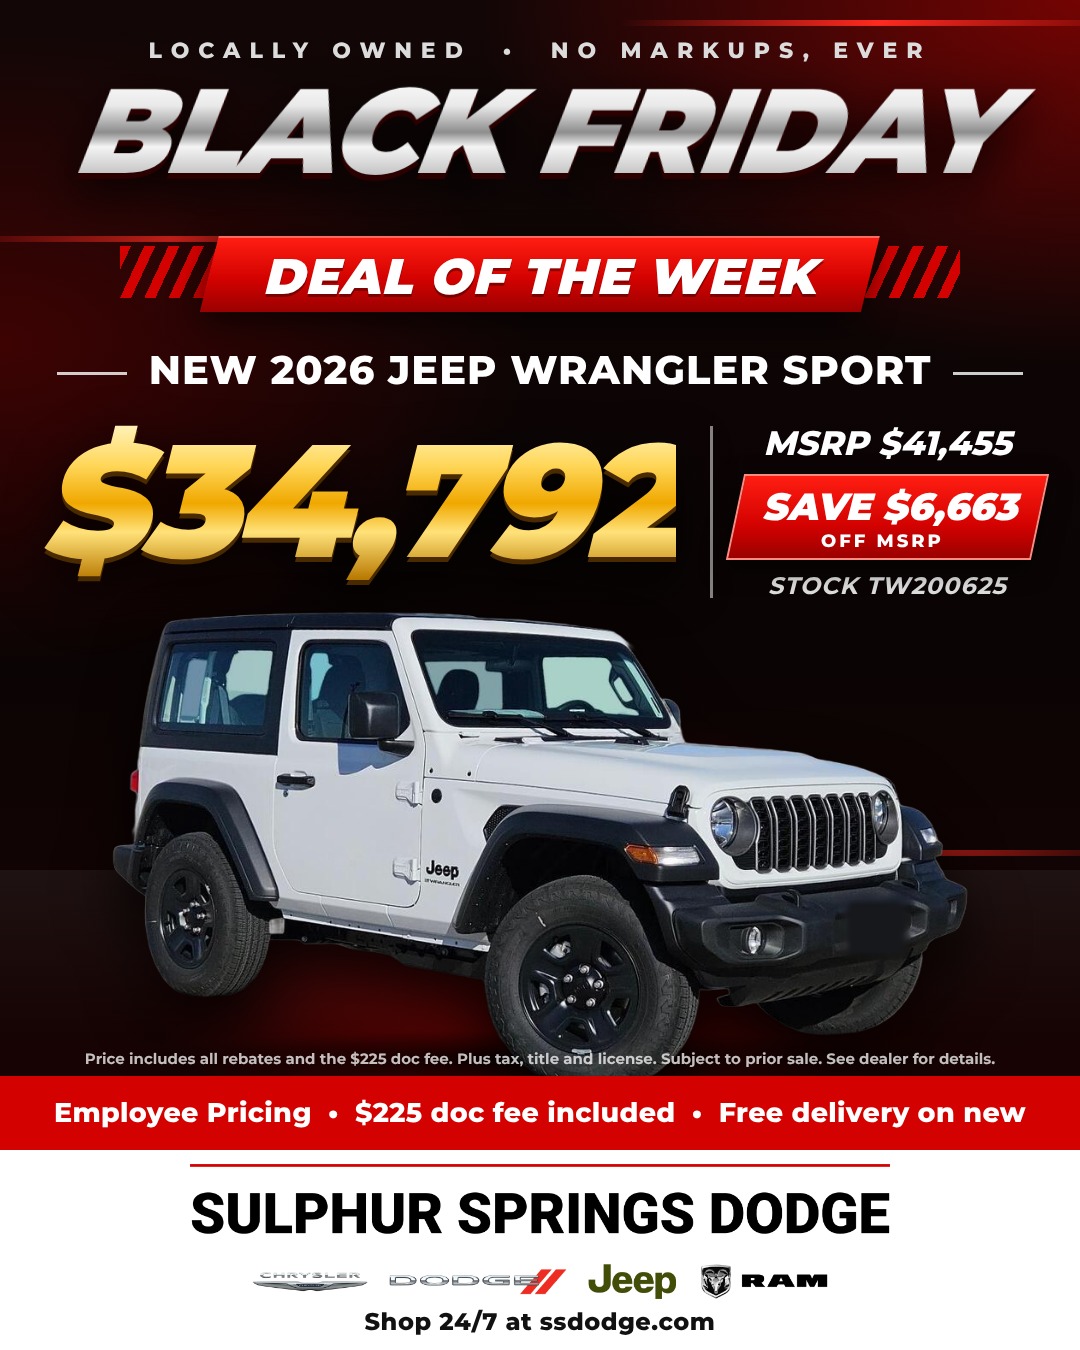 LOCALLY OWNED • NO MARKUPS, EVER
BLACK FRIDAY
DEAL OF THE WEEK
NEW 2026 JEEP WRANGLER SPORT
$34,792
MSRP $41,455
SAVE $6,663
OFF MSRP
STOCK TW200625
Jeep
WRANGLER
Price includes all rebates and the $225 doc fee. Plus tax, title and license. Subject to prior sale. See dealer for details.
Employee Pricing • $225 doc fee included • Free delivery on new
SULPHUR SPRINGS DODGE
CHRYSLER DODGE Jeep RAM
Shop 24/7 at ssdodge.com